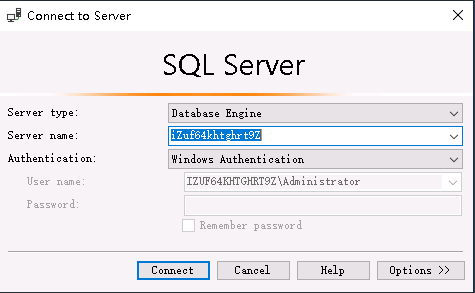 Connect to Server
SQL Server
Server type: Database Engine
Server name: iZuf64khtghrt9Z
Authentication: Windows Authentication
User name: IZUF64KHTGHRT9Z\Administrator
Password:
Remember password
Connect Cancel Help Options >>